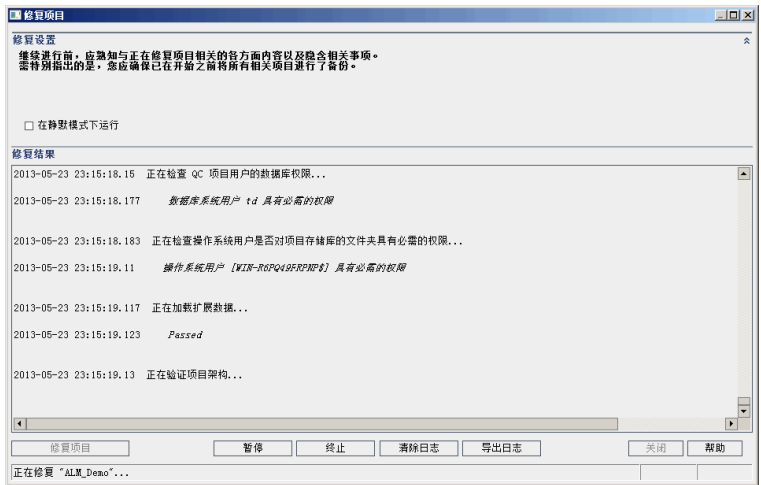 修复项目
修复设置
继续进行前，应熟知与正在修复项目相关的各方面内容以及隐含相关事项。
需特别指出的是，您应确保已在开始之前将所有相关项目进行了备份。
在静默模式下运行
修复结果
2013-05-23 23:15:18.15 正在检查 QC 项目用户的数据库权限...
2013-05-23 23:15:18.177 数据库系统用户 td 具有必需的权限
2013-05-23 23:15:18.183 正在检查操作系统用户是否对项目存储库的文件夹具有必需的权限...
2013-05-23 23:15:19.11 操作系统用户 [WIN-R6PQ49FRPNP$] 具有必需的权限
2013-05-23 23:15:19.117 正在加载扩展数据...
2013-05-23 23:15:19.123 Passed
2013-05-23 23:15:19.13 正在验证项目架构...
修复项目 暂停 终止 清除日志 导出日志 关闭 帮助
正在修复 "ALM_Demo"...